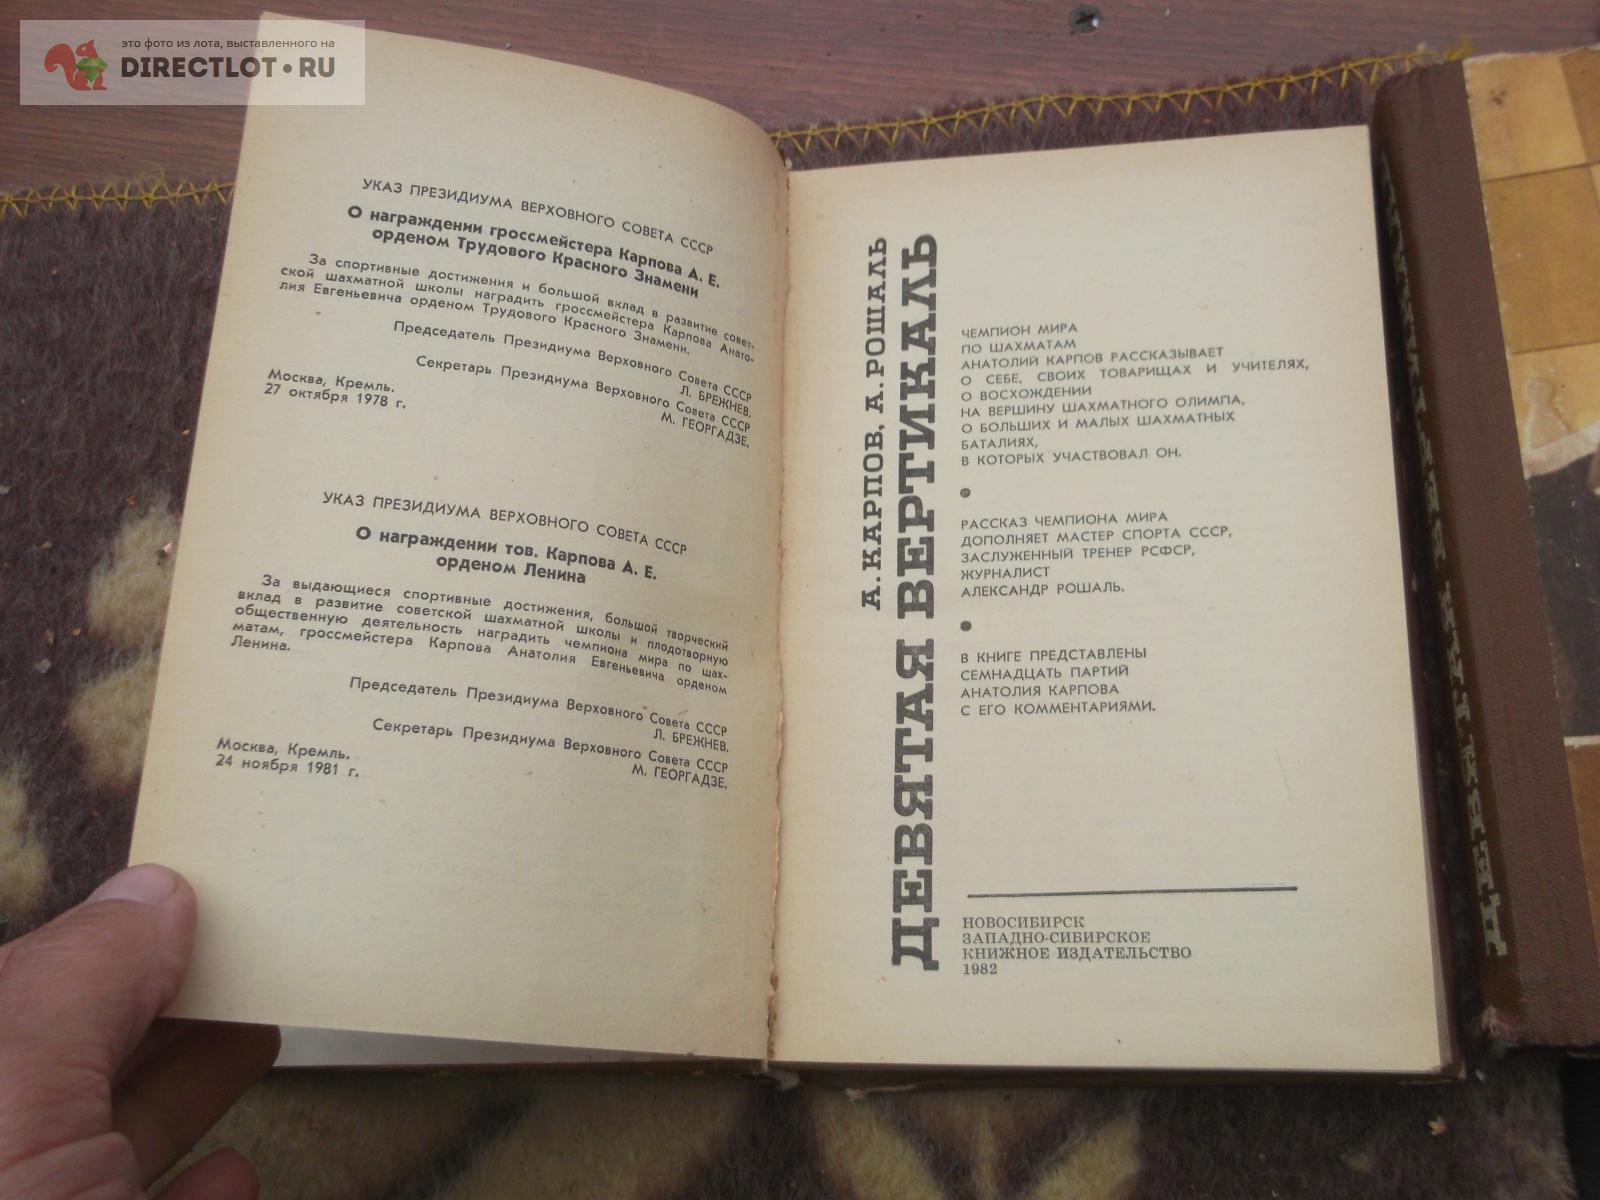 это фото из лота, выставленного на
DIRECTLOT•RU
УКАЗ ПРЕЗИДИУМА ВЕРХОВНОГО СОВЕТА СССР
О награждении гроссмейстера Карпова А. Е.
орденом Трудового Красного Знамени
За спортивные достижения и большой вклад в развитие совет-
ской шахматной школы наградить гроссмейстера Карпова Анато-
лия Евгеньевича орденом Трудового Красного Знамени.
Председатель Президиума Верховного Совета СССР
Л. БРЕЖНЕВ.
Секретарь Президиума Верховного Совета СССР
М. ГЕОРГАДЗЕ.
Москва, Кремль.
27 октября 1978 г.
УКАЗ ПРЕЗИДИУМА ВЕРХОВНОГО СОВЕТА СССР
О награждении тов. Карпова А. Е.
орденом Ленина
За выдающиеся спортивные достижения, большой творческий
вклад в развитие советской шахматной школы и плодотворную
общественную деятельность наградить чемпиона мира по шах-
матам, гроссмейстера Карпова Анатолия Евгеньевича орденом
Ленина.
Председатель Президиума Верховного Совета СССР
Л. БРЕЖНЕВ.
Секретарь Президиума Верховного Совета СССР
М. ГЕОРГАДЗЕ.
Москва, Кремль.
24 ноября 1981 г.
А. КАРПОВ, А. РОШАЛЬ
ДЕВЯТАЯ ВЕРТИКАЛЬ
ЧЕМПИОН МИРА
ПО ШАХМАТАМ
АНАТОЛИЙ КАРПОВ РАССКАЗЫВАЕТ
О СЕБЕ, СВОИХ ТОВАРИЩАХ И УЧИТЕЛЯХ,
О ВОСХОЖДЕНИИ
НА ВЕРШИНУ ШАХМАТНОГО ОЛИМПА,
О БОЛЬШИХ И МАЛЫХ ШАХМАТНЫХ
БАТАЛИЯХ,
В КОТОРЫХ УЧАСТВОВАЛ ОН.
●
РАССКАЗ ЧЕМПИОНА МИРА
ДОПОЛНЯЕТ МАСТЕР СПОРТА СССР,
ЗАСЛУЖЕННЫЙ ТРЕНЕР РСФСР,
ЖУРНАЛИСТ
АЛЕКСАНДР РОШАЛЬ.
●
В КНИГЕ ПРЕДСТАВЛЕНЫ
СЕМНАДЦАТЬ ПАРТИЙ
АНАТОЛИЯ КАРПОВА
С ЕГО КОММЕНТАРИЯМИ.
НОВОСИБИРСК
ЗАПАДНО-СИБИРСКОЕ
КНИЖНОЕ ИЗДАТЕЛЬСТВО
1982